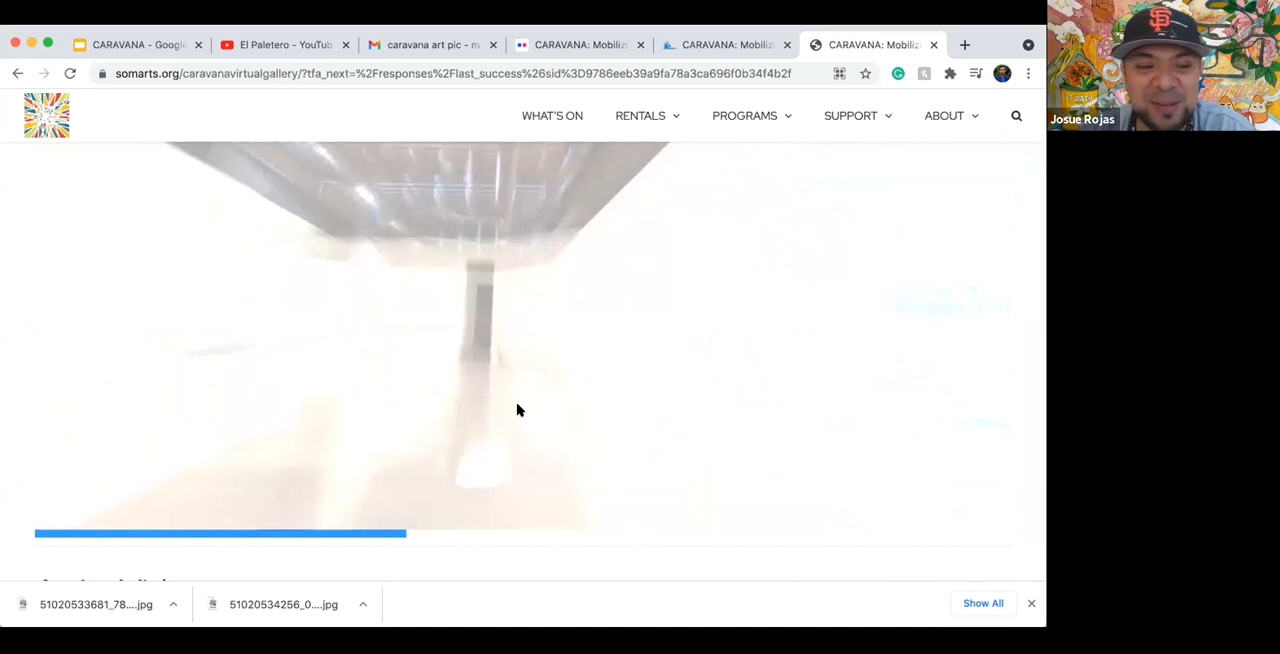 CARAVANA - Google
El Paletero - YouTub
caravana art pic - m
CARAVANA: Mobiliz
CARAVANA: Mobiliz
CARAVANA: Mobiliz
somarts.org/caravanavirtualgallery/?tfa_next=%2Fresponses%2Flast_success%26sid%3D9786eeb39a9fa78a3ca696f0b34f4b2f
Josue Rojas
WHAT'S ON
RENTALS
PROGRAMS
SUPPORT
ABOUT
51020533681_78....jpg
51020534256_0....jpg
Show All